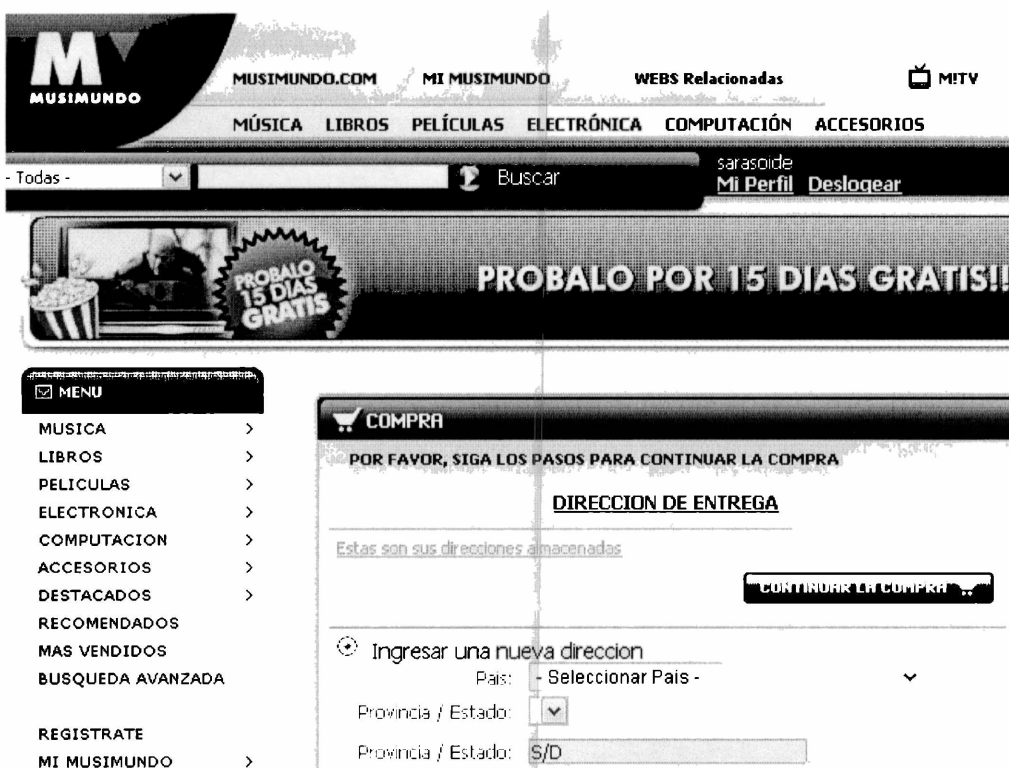 M
MUSIMUNDO
MUSIMUNDO.COM MI MUSIMUNDO WEBS Relacionadas M!TV
MÚSICA LIBROS PELÍCULAS ELECTRÓNICA COMPUTACIÓN ACCESORIOS
- Todas - Buscar
sarasoide
Mi Perfil Deslogear
PROBALO 15 DIAS GRATIS
PROBALO POR 15 DIAS GRATIS!!
MENU
MUSICA >
LIBROS >
PELICULAS >
ELECTRONICA >
COMPUTACION >
ACCESORIOS >
DESTACADOS >
RECOMENDADOS
MAS VENDIDOS
BUSQUEDA AVANZADA
REGISTRATE
MI MUSIMUNDO >
COMPRA
POR FAVOR, SIGA LOS PASOS PARA CONTINUAR LA COMPRA
DIRECCION DE ENTREGA
Estas son sus direcciones almacenadas
CONTINUAR LA COMPRA
Ingresar una nueva direccion
Pais: - Seleccionar Pais -
Provincia / Estado:
Provincia / Estado: S/D